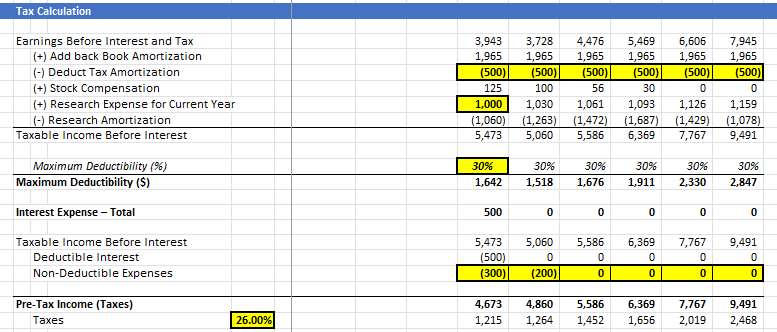 Tax Calculation
Earnings Before Interest and Tax 3,943 3,728 4,476 5,469 6,606 7,945
(+) Add back Book Amortization 1,965 1,965 1,965 1,965 1,965 1,965
(-) Deduct Tax Amortization (500) (500) (500) (500) (500) (500)
(+) Stock Compensation 125 100 56 30 0 0
(+) Research Expense for Current Year 1,000 1,030 1,061 1,093 1,126 1,159
(-) Research Amortization (1,060) (1,263) (1,472) (1,687) (1,429) (1,078)
Taxable Income Before Interest 5,473 5,060 5,586 6,369 7,767 9,491
Maximum Deductibility (%) 30% 30% 30% 30% 30% 30%
Maximum Deductibility ($) 1,642 1,518 1,676 1,911 2,330 2,847
Interest Expense – Total 500 0 0 0 0 0
Taxable Income Before Interest 5,473 5,060 5,586 6,369 7,767 9,491
Deductible Interest (500) 0 0 0 0 0
Non-Deductible Expenses (300) (200) 0 0 0 0
Pre-Tax Income (Taxes) 4,673 4,860 5,586 6,369 7,767 9,491
Taxes 26.00% 1,215 1,264 1,452 1,656 2,019 2,468